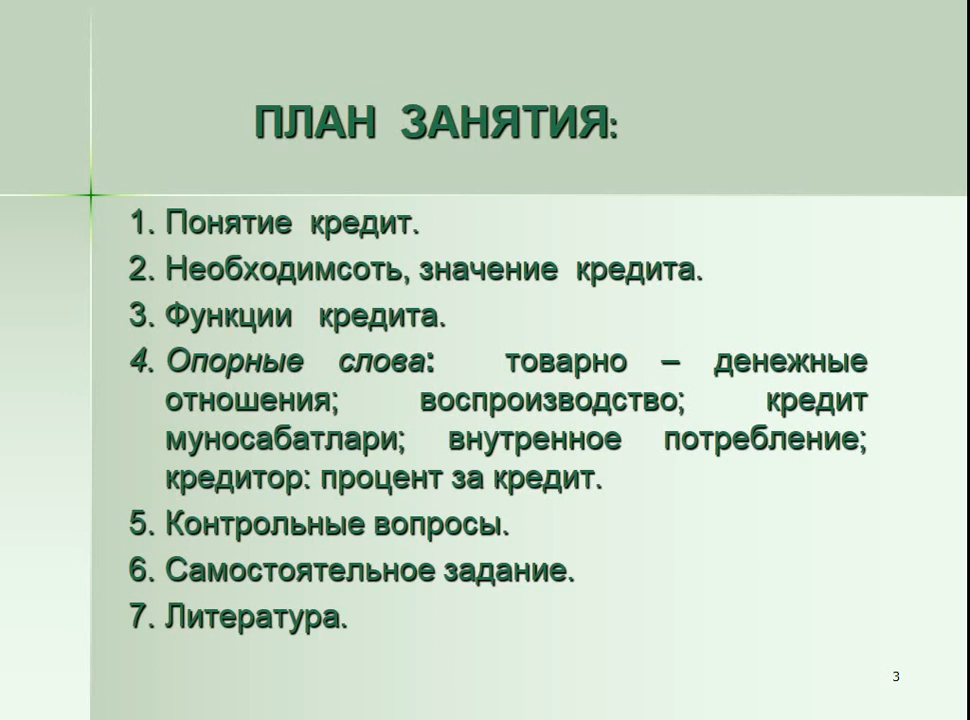 ПЛАН ЗАНЯТИЯ:
1. Понятие кредит.
2. Необходимсоть, значение кредита.
3. Функции кредита.
4. Опорные слова: товарно – денежные
отношения; воспроизводство; кредит
муносабатлари; внутренное потребление;
кредитор: процент за кредит.
5. Контрольные вопросы.
6. Самостоятельное задание.
7. Литература.
3